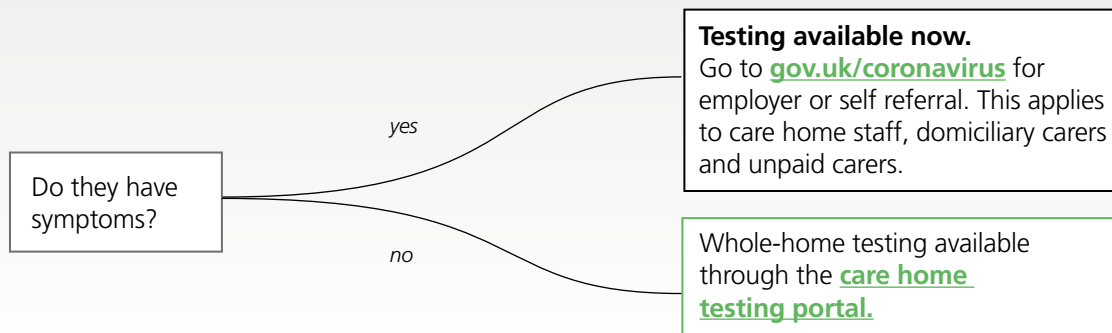 Do they have
symptoms?
yes
no
Testing available now.
Go to gov.uk/coronavirus for
employer or self referral. This applies
to care home staff, domiciliary carers
and unpaid carers.
Whole-home testing available
through the care home
testing portal.